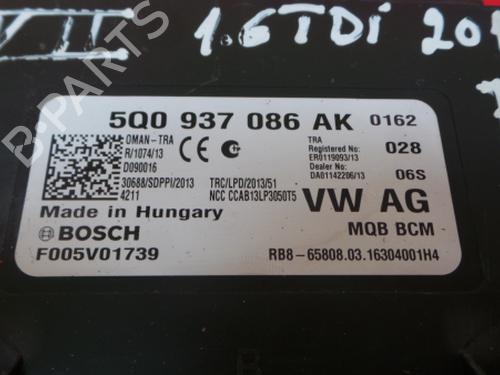 VII 1.6 TDi 20
5Q0 937 086 AK 0162
OMAN-TRA
R/1074/13
D090016
30688/SDPPI/2013
4211
TRC/LPD/2013/51
NCC CCAB13LP3050T5
TRA
Registered No:
ER0119093/13
Dealer No:
DA01142206/13
028
06S
Made in Hungary
VW AG
BOSCH
MQB BCM
F005V01739
RB8-65808.03.16304001H4
B-PARTS